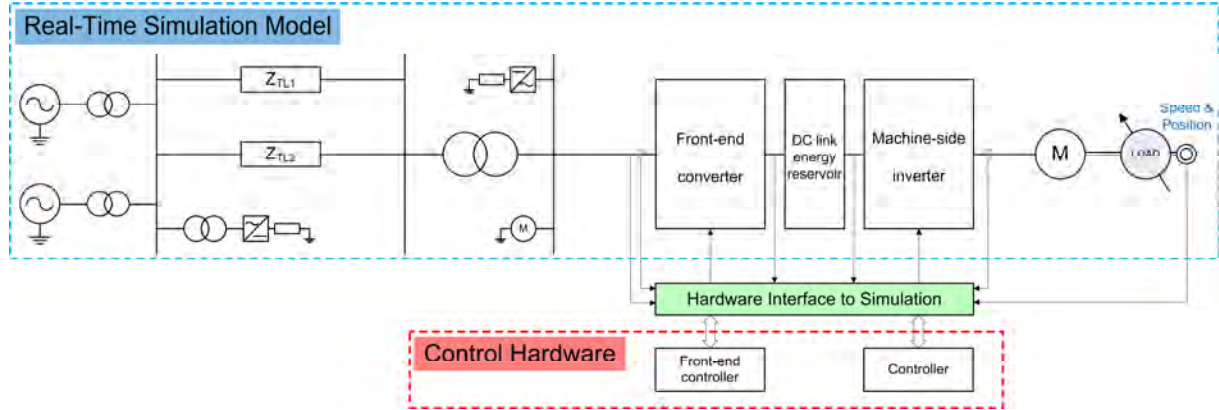 Real-Time Simulation Model
Z_TL1
Z_TL2
Front-end
converter
DC link
energy
reservoir
Machine-side
inverter
M
LOAD
Speed &
Position
M
Hardware Interface to Simulation
Control Hardware
Front-end
controller
Controller